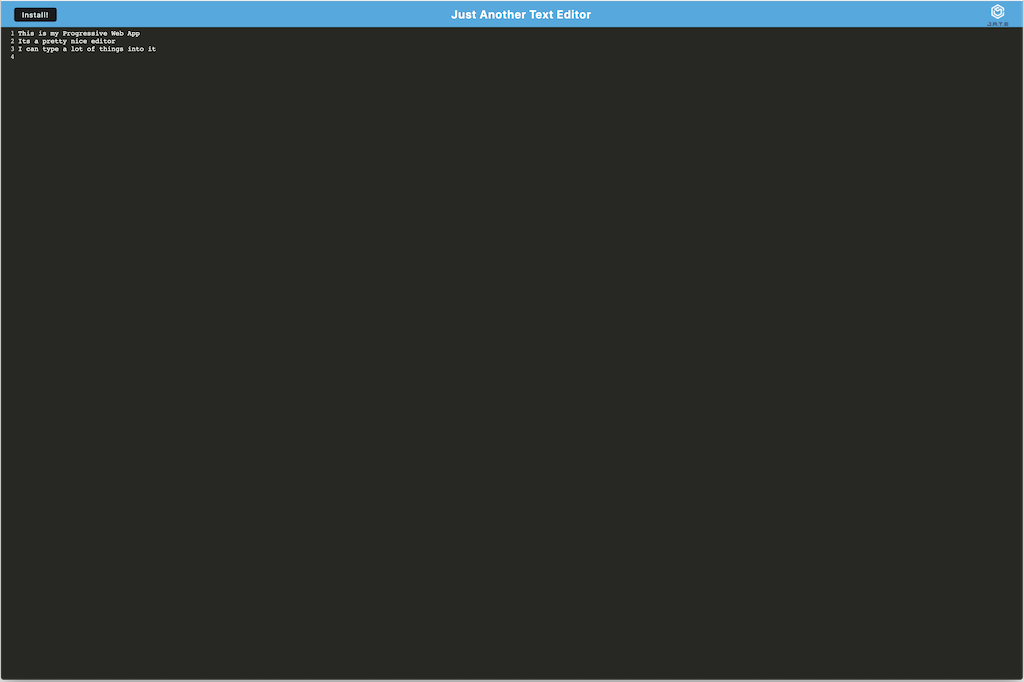 Install!
Just Another Text Editor
JATE
1 This is my Progressive Web App
2 Its a pretty nice editor
3 I can type a lot of things into it
4